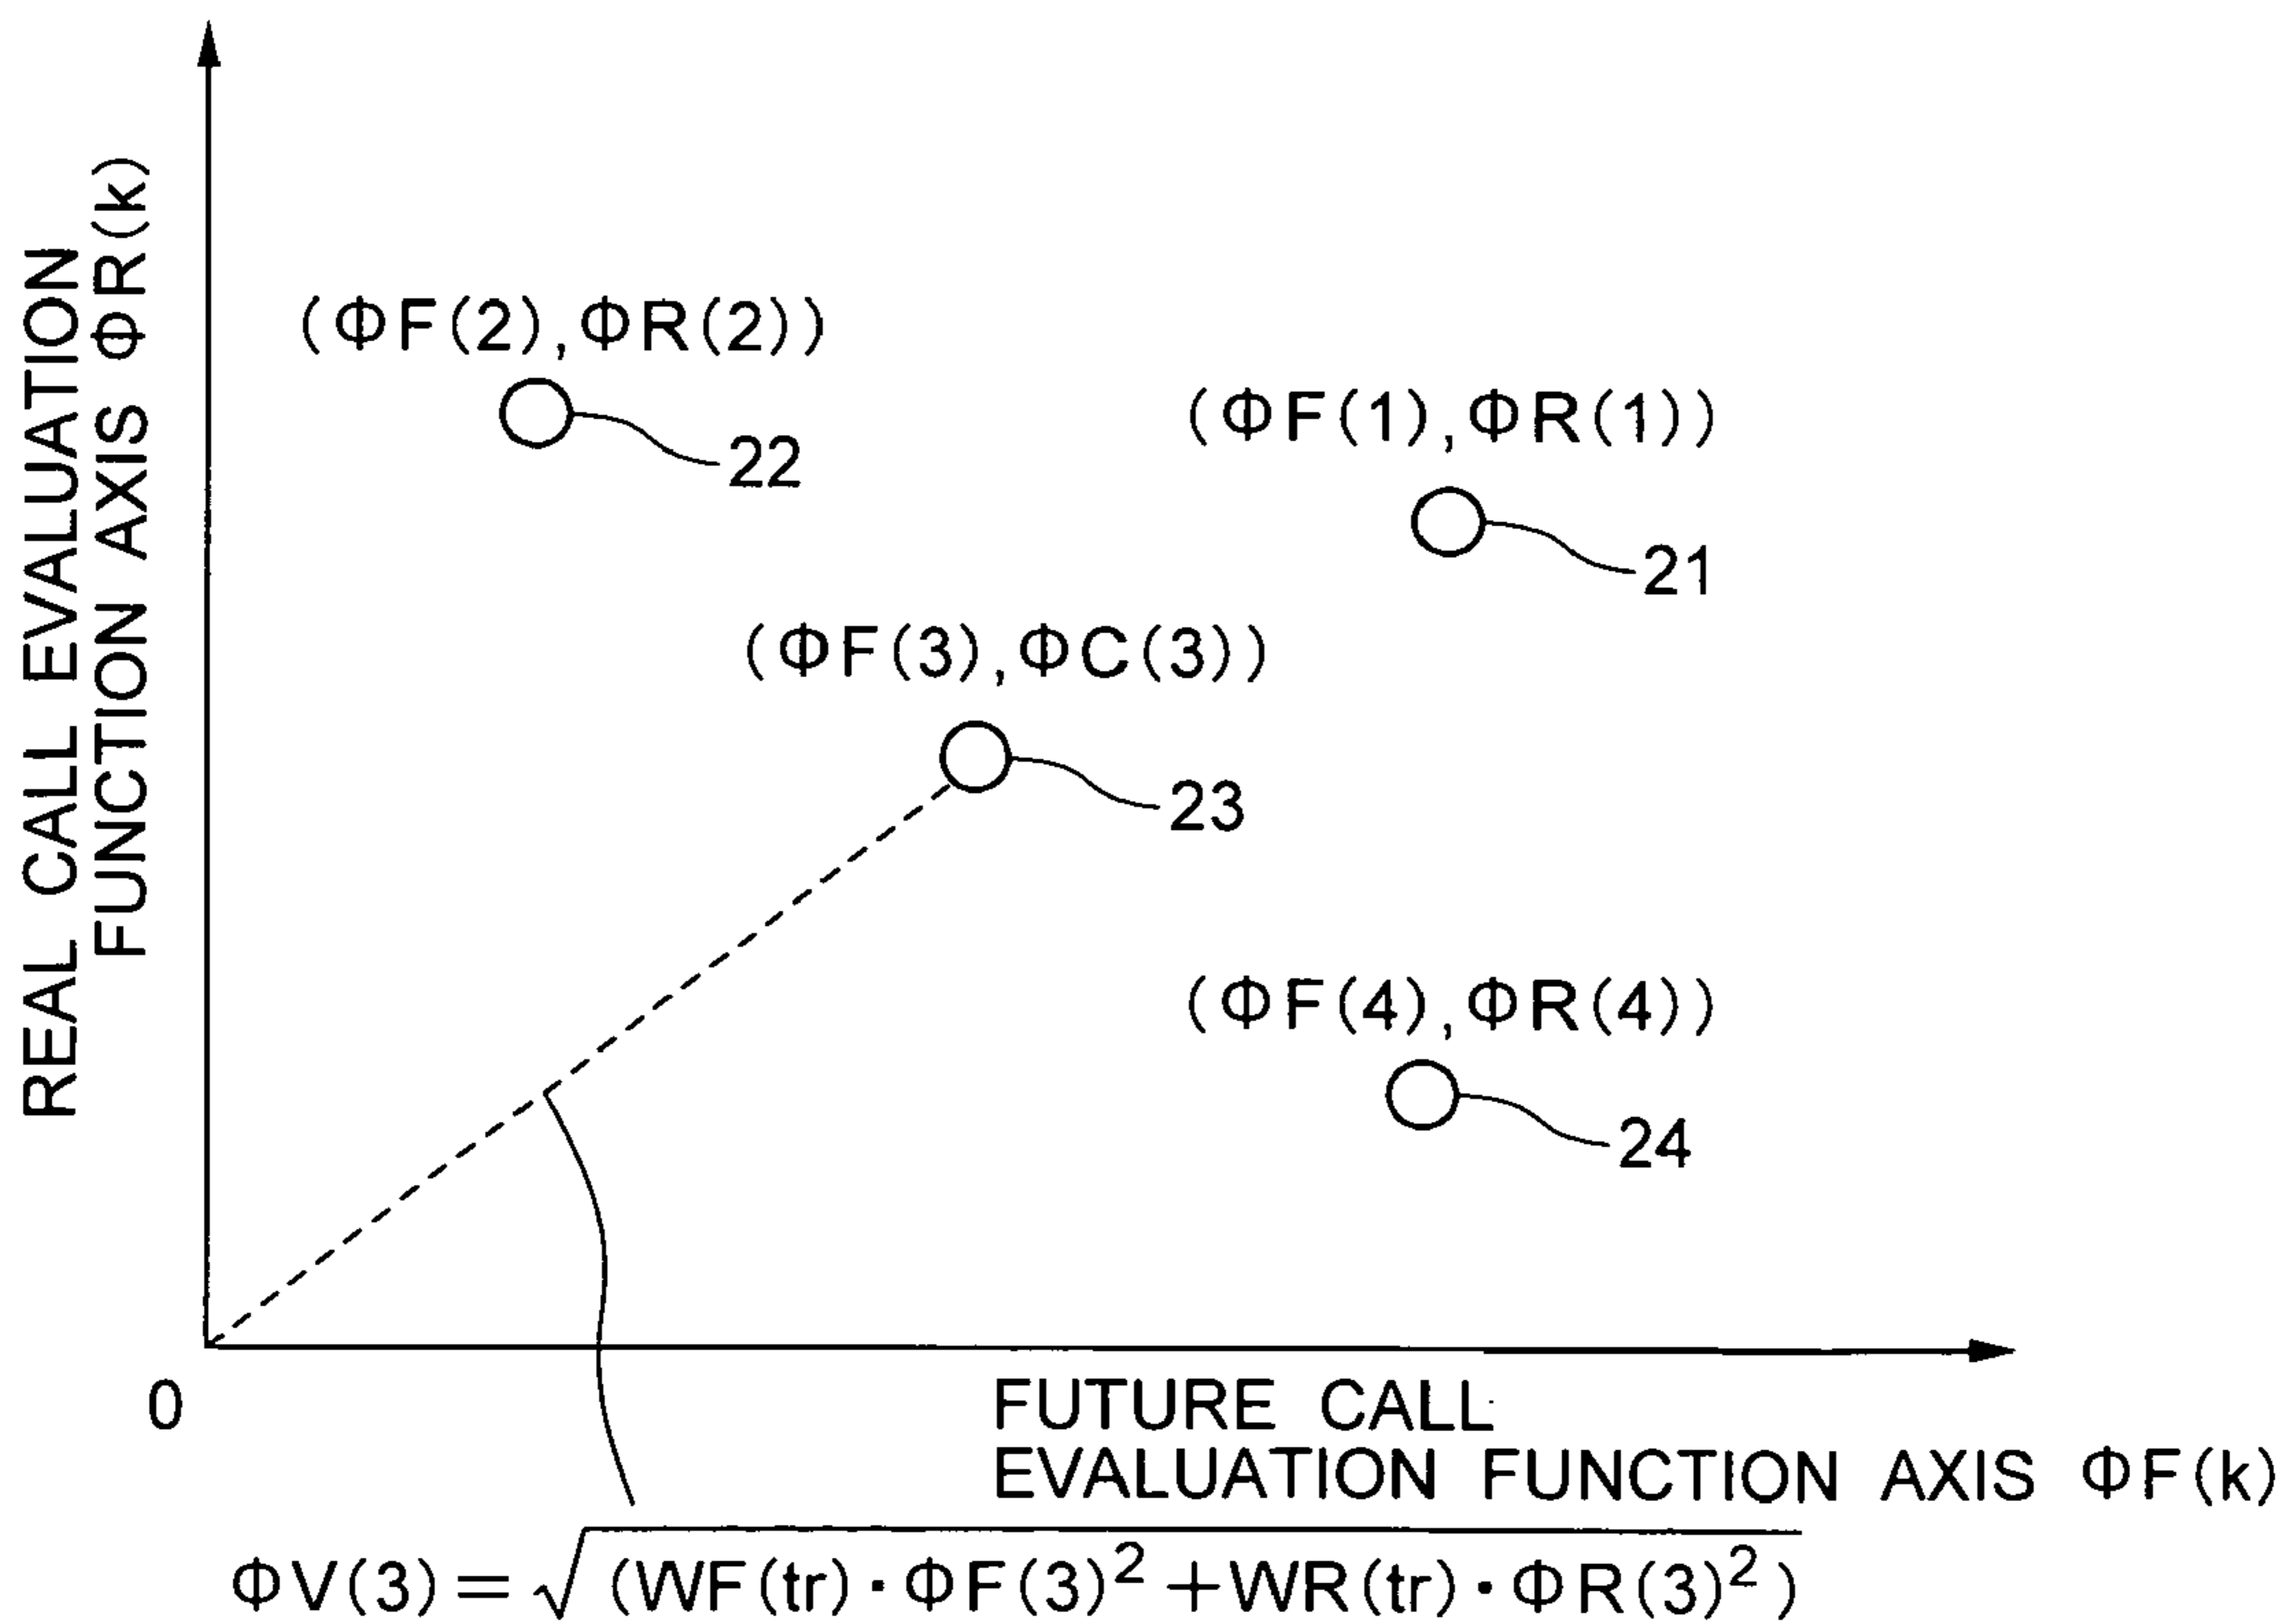 REAL CALL EVALUATION
FUNCTION AXIS ΦR(k)
(ΦF(2),ΦR(2))
22
(ΦF(1),ΦR(1))
21
(ΦF(3),ΦC(3))
23
(ΦF(4),ΦR(4))
24
0
FUTURE CALL
EVALUATION FUNCTION AXIS ΦF(k)
ΦV(3)=√(WF(tr)·ΦF(3)²+WR(tr)·ΦR(3)²)